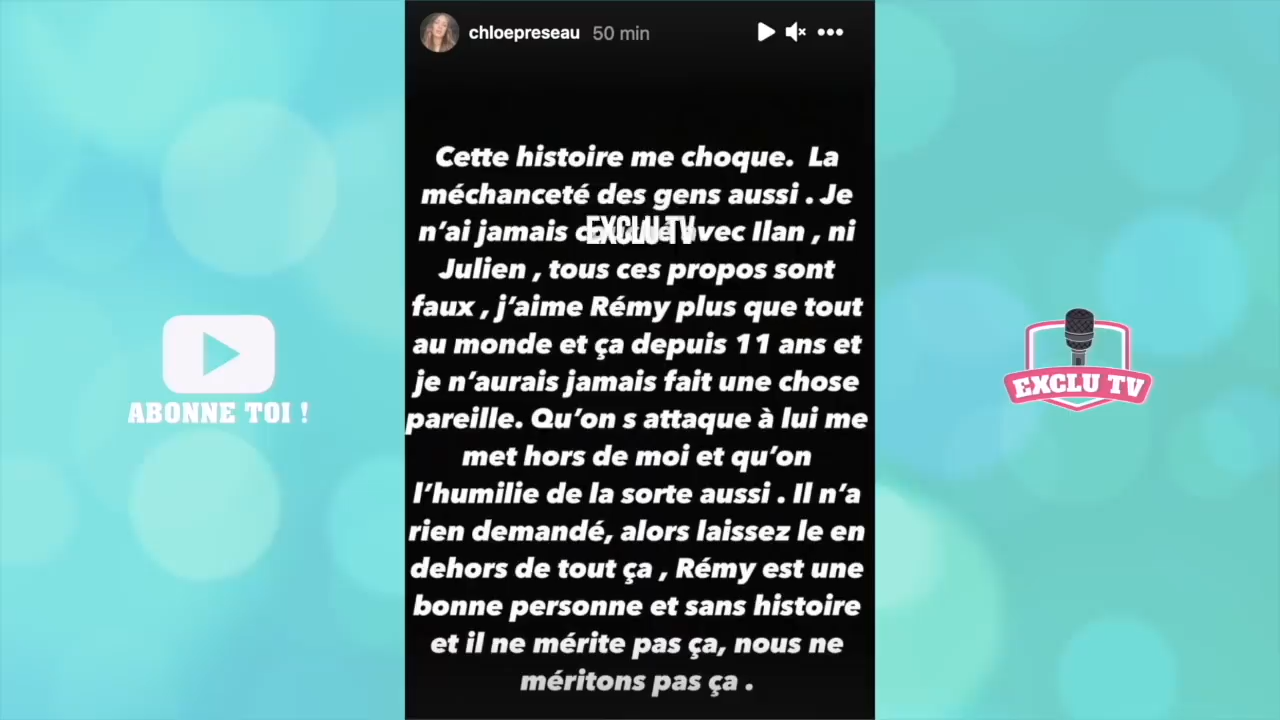 chloepreseau 50 min
Cette histoire me choque. La
méchanceté des gens aussi . Je
n'ai jamais avec Ilan , ni
EXCLU TV
Julien , tous ces propos sont
faux , j'aime Rémy plus que tout
au monde et ça depuis 11 ans et
je n'aurais jamais fait une chose
pareille. Qu'on s attaque à lui me
met hors de moi et qu'on
l'humilie de la sorte aussi . Il n'a
rien demandé, alors laissez le en
dehors de tout ça , Rémy est une
bonne personne et sans histoire
et il ne mérite pas ça, nous ne
méritons pas ça .
ABONNE TOI !
EXCLU TV